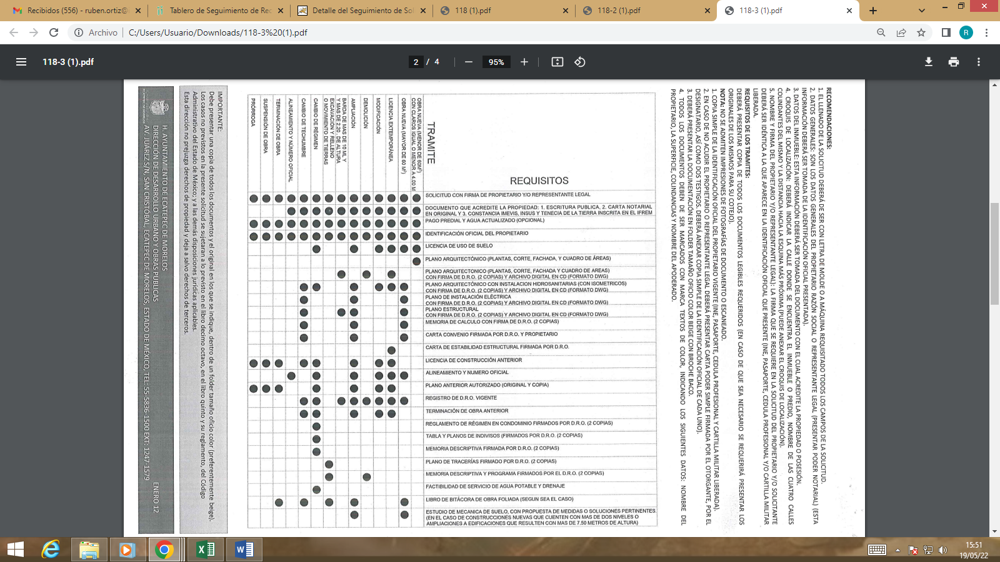 Recibidos (556) - ruben.ortiz@
Tablero de Seguimiento de Rec
Detalle del Seguimiento de Sol
118 (1).pdf
118-2 (1).pdf
118-3 (1).pdf
Archivo
C:/Users/Usuario/Downloads/118-3%20(1).pdf
R
118-3 (1).pdf
2 / 4
95%
RECOMENDACIONES:
1. EL LLENADO DE LA SOLICITUD DEBERÁ DE SER CON LETRA DE MOLDE O A MÁQUINA REQUISITADO TODOS LOS CAMPOS DE LA SOLICITUD.
2. DATOS GENERALES: SON LOS DATOS GENERALES DEL PROPIETARIO RAZÓN SOCIAL O REPRESENTANTE LEGAL (PRESENTAR PODER NOTARIAL) (ESTA
INFORMACIÓN DEBERÁ SER TOMADA DE LA IDENTIFICACIÓN OFICIAL PRESENTADA).
3. DATOS DEL INMUEBLE: ESTA INFORMACIÓN DEBERÁ SER TOMADA DEL DOCUMENTO CON EL CUAL ACREDITE LA PROPIEDAD O POSESIÓN.
4. CROQUIS DE LOCALIZACIÓN: DEBERÁ INDICAR LA CALLE DONDE SE ENCUENTRA EL INMUEBLE O PREDIO, NOMBRE DE LAS CUATRO CALLES
COLINDANTES DEL MISMO Y LA DISTANCIA HACIA LA ESQUINA MÁS PRÓXIMA (PUEDE ANEXAR EL CROQUIS DE LOCALIZACIÓN).
5. NOMBRE Y FIRMA DEL PROPIETARIO Y/O REPRESENTANTE LEGAL): LA FIRMA QUE SE REQUIERE EN LA SOLICITUD DEL PROPIETARIO Y/O SOLICITANTE
DEBERÁ SER IDÉNTICA A LA QUE APARECE EN LA IDENTIFICACIÓN OFICIAL QUE PRESENTE (INE, PASAPORTE, CEDULA PROFESIONAL Y/O CARTILLA MILITAR
LIBERADA.
REQUISITOS DE LOS TRAMITES:
DEBERÁ PRESENTAR COPIA DE TODOS LOS DOCUMENTOS LEGIBLES REQUERIDOS (EN CASO DE QUE SEA NECESARIO SE REQUERIRÁ PRESENTAR LOS
ORIGINALES DE LOS MISMOS PARA SU COTEJO).
NOTA: NO SE ADMITEN IMPRESIONES DE FOTOGRAFÍAS DE DOCUMENTO O ESCANEADO.
1. COPIA SIMPLE DE LA IDENTIFICACIÓN OFICIAL DEL PROPIETARIO VIGENTE (INE, PASAPORTE, CEDULA PROFESIONAL Y CARTILLA MILITAR LIBERADA).
2. EN CASO DE NO ACUDIR EL PROPIETARIO O REPRESENTANTE LEGAL DEBERÁ PRESENTAR CARTA PODER SIMPLE FIRMADA POR EL OTORGANTE, POR EL
DESIGNATARIO, ASÍ COMO DOS TESTIGOS. DEBERÁ ANEXAR COPIA SIMPLE DE LA IDENTIFICACIÓN OFICIAL DE CADA UNO).
3. DEBERÁ PRESENTAR LA DOCUMENTACIÓN EN FOLDER TAMAÑO OFICIO COLOR BEIGE CON BROCHE BACO.
4. TODOS LOS DOCUMENTOS DEBEN DE SER MARCADOS CON MARCA TEXTOS DE COLOR, INDICANDO LOS SIGUIENTES DATOS: NOMBRE DEL
PROPIETARIO, LA SUPERFICIE, COLINDANCIAS Y NOMBRE DEL APODERADO.
TRAMITE
OBRA NUEVA (MENOR DE 60M²)
CON CLAROS IGUAL O MENOR A 4.00 M
OBRA NUEVA (MAYOR DE 60 M²)
LICENCIA EXTEMPORÁNEA
MODIFICACIÓN
DEMOLICIÓN
AMPLIACIÓN
BARDA DE MAS DE 10 ML Y
Y MAS DE 2.20 , DE ALTURA
EXCAVACIÓN Y RELLENO
O MOVIMIENTO DE TIERRAS
CAMBIO DE RÉGIMEN
CAMBIO DE TECHUMBRE
ALINEAMIENTO Y NÚMERO OFICIAL
TERMINACIÓN DE OBRA
SUSPENSIÓN DE OBRA
PRÓRROGA
REQUISITOS
SOLICITUD CON FIRMA DE PROPIETARIO Y/O REPRESENTANTE LEGAL
DOCUMENTO QUE ACREDITE LA PROPIEDAD: 1. ESCRITURA PUBLICA, 2. CARTA NOTARIAL
EN ORIGINAL Y 3. CONSTANCIA IMEVIS, INSUS Y TENECIA DE LA TIERRA INSCRITA EN EL IFREM
PAGO PREDIAL Y AGUA ACTUALIZADO (OPCIONAL)
IDENTIFICACIÓN OFICIAL DEL PROPIETARIO
LICENCIA DE USO DE SUELO
PLANO ARQUITECTÓNICO (PLANTAS, CORTE, FACHADA, Y CUADRO DE ÁREAS)
PLANO ARQUITECTONICO (PLANTAS, CORTE, FACHADA Y CUADRO DE AREAS)
CON FIRMA DE D.R.O. (2 COPIAS) Y ARCHIVO DIGITAL EN CD (FORMATO DWG)
PLANO ARQUITECTÓNICO CON INSTALACION HIDROSANITARIAS (CON ISOMETRICOS)
CON FIRMA DE D.R.O. (2 COPIAS) Y ARCHIVO DIGITAL EN CD (FORMATO DWG)
PLANO DE INSTALACIÓN ELÉCTRICA
CON FIRMA DE D.R.O. (2 COPIAS) Y ARCHIVO DIGITAL EN CD (FORMATO DWG)
PLANO ESTRUCTURAL
CON FIRMA DE D.R.O. (2 COPIAS) Y ARCHIVO DIGITAL EN CD (FORMATO DWG)
MEMORIA DE CALCULO CON FIRMA DE D.R.O. (2 COPIAS)
CARTA CONVENIO FIRMADA POR D.R.O. Y PROPIETARIO
CARTA DE ESTABILIDAD ESTRUCTURAL FIRMADA POR D.R.O.
LICENCIA DE CONSTRUCCIÓN ANTERIOR
ALINEAMIENTO Y NUMERO OFICIAL
PLANO ANTERIOR AUTORIZADO (ORIGINAL Y COPIA)
REGISTRO DE D.R.O. VIGENTE
TERMINACIÓN DE OBRA ANTERIOR
REGLAMENTO DE RÉGIMEN EN CONDOMINIO FIRMADOS POR D.R.O. (2 COPIAS)
TABLA Y PLANOS DE INDIVISOS (FIRMADOS POR D.R.O. (2 COPIAS)
MEMORIA DESCRIPTIVA FIRMADA POR D.R.O. (2 COPIAS)
PLANO DE TRACERÍAS FIRMADO POR D.R.O. (2 COPIAS)
MEMORIA DESCRIPTIVA Y PROGRAMA FIRMADOS POR EL D.R.O. (2 COPIAS)
FACTIBILIDAD DE SERVICIO DE AGUA POTABLE Y DRENAJE
LIBRO DE BITÁCORA DE OBRA FOLIADA (SEGUN SEA EL CASO)
ESTUDIO DE MECANICA DE SUELO, CON PROPUESTA DE MEDIDAS O SOLUCIONES PERTINENTES.
(EN EL CASO DE CONSTRUCCIONES NUEVAS QUE CUENTEN CON MAS DE DOS NIVELES O
AMPLIACIONES A EDIFICACIONES QUE RESULTEN CON MAS DE 7.50 METROS DE ALTURA)
IMPORTANTE:
Debe presentar una copia de todos los documentos y el original en los que se indique, dentro de un folder tamaño oficio color (preferentemente beige).
Los casos no previstos en la presente solicitud se sujetaran a lo previsto en el libro decimo octavo, en el libro quinto y su reglamento, del Código
Administrativo del Estado de México; y a las demás disposiciones jurídicas aplicables.
Esta dirección no prejuzga derechos de propiedad y deja a salvo derechos de terceros.
H. AYUNTAMIENTO DE ECATEPEC DE MORELOS
DIRECCIÓN DE DESARROLLO URBANO Y OBRAS PUBLICAS
AV. JUÁREZ S/N, SAN CRISTÓBAL, ECATEPEC DE MORELOS, ESTADO DE MÉXICO, TEL: 55-5836-1500 EXT: 1247-1579
ENERO 12
15:51
19/05/22